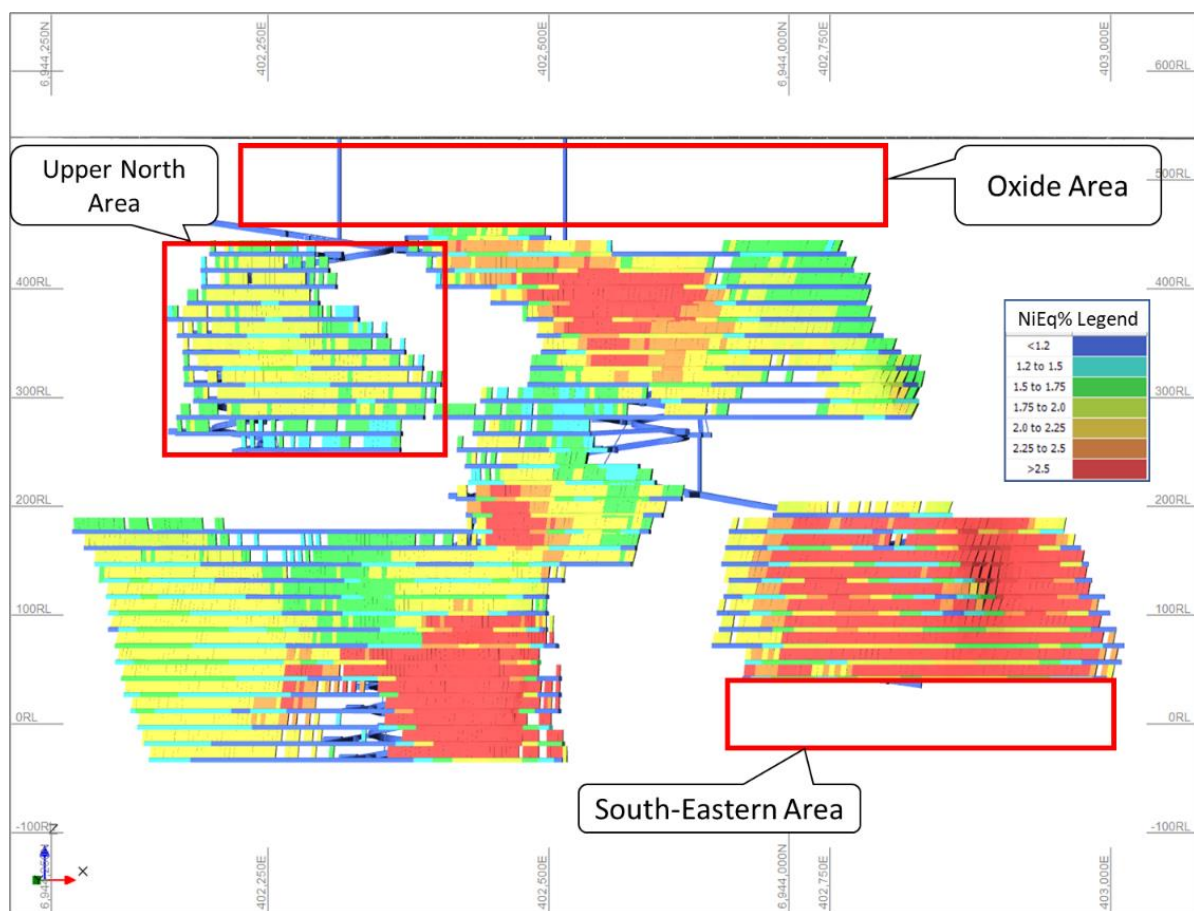 6,944,250N
402,250E
402,500E
6,944,000N
402,750E
403,000E
600RL
Upper North
Area
Oxide Area
500RL
500RL
400RL
400RL
NiEq% Legend
<1.2
1.2 to 1.5
1.5 to 1.75
1.75 to 2.0
2.0 to 2.25
2.25 to 2.5
>2.5
300RL
300RL
200RL
200RL
100RL
100RL
0RL
0RL
South-Eastern Area
-100RL
-100RL
Z
X
402,250E
402,500E
6,944,000N
402,750E
403,000E